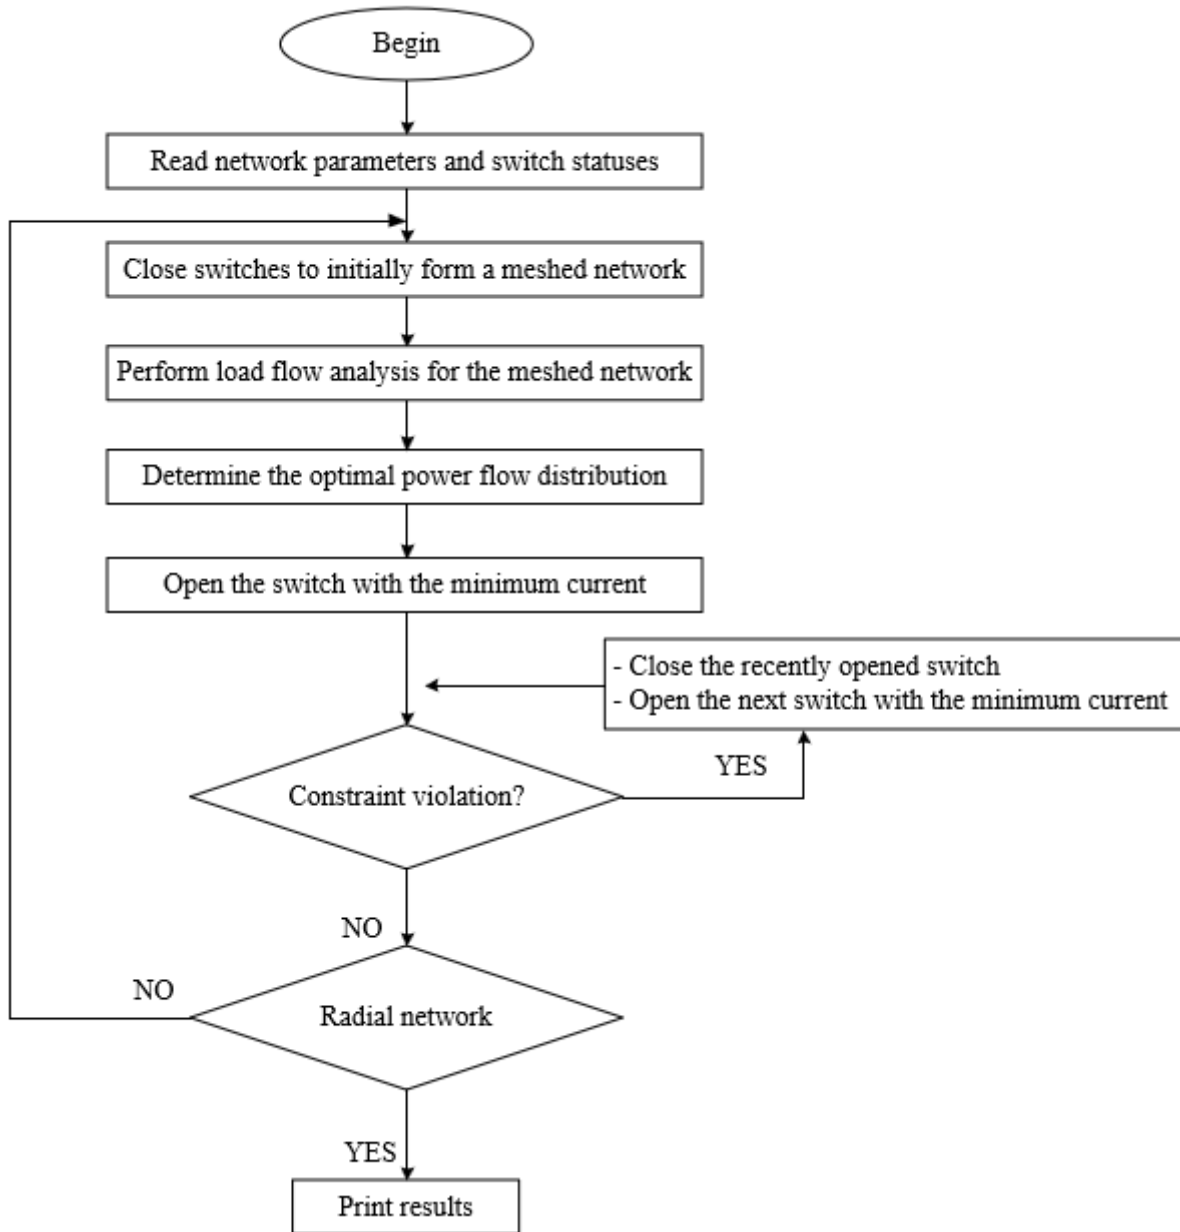 Begin
Read network parameters and switch statuses
Close switches to initially form a meshed network
Perform load flow analysis for the meshed network
Determine the optimal power flow distribution
Open the switch with the minimum current
- Close the recently opened switch
- Open the next switch with the minimum current
YES
Constraint violation?
NO
NO
Radial network
YES
Print results